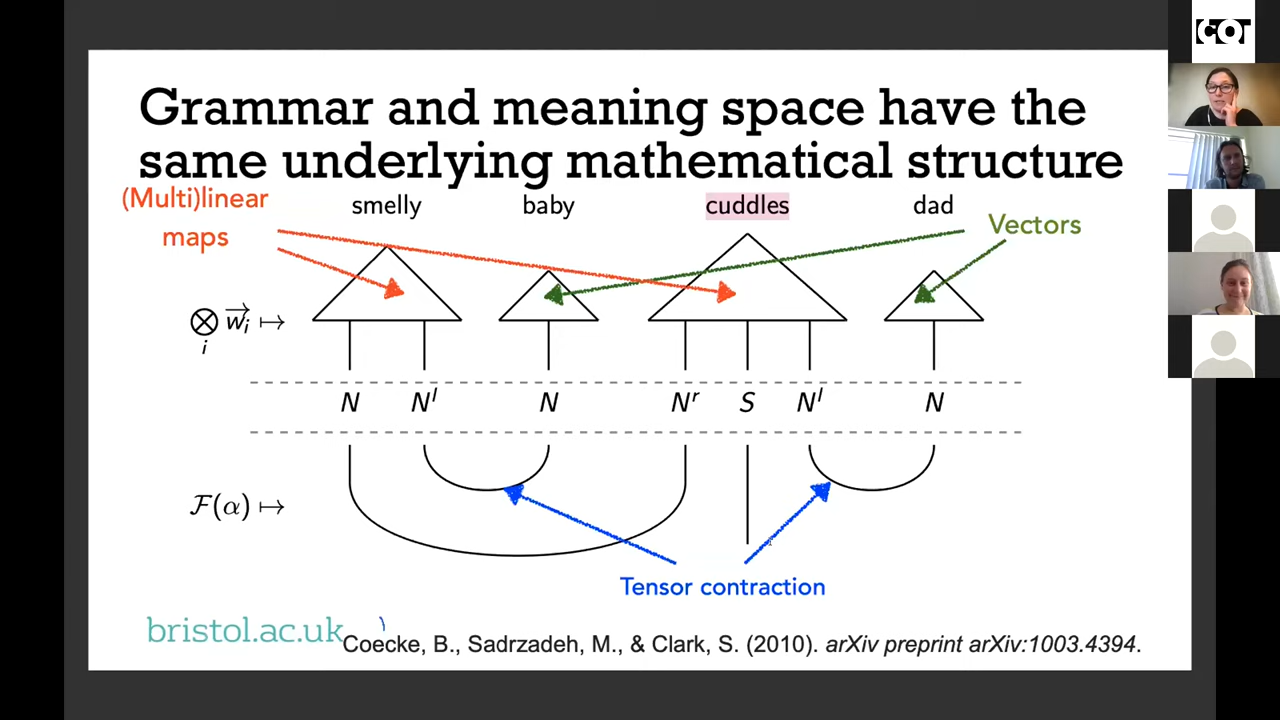 Grammar and meaning space have the
same underlying mathematical structure
(Multi)linear
maps
smelly baby cuddles dad
Vectors
⨂ᵢ w⃗ᵢ ↦
N Nˡ N Nʳ S Nˡ N
𝓕(α) ↦
Tensor contraction
bristol.ac.uk
Coecke, B., Sadrzadeh, M., & Clark, S. (2010). arXiv preprint arXiv:1003.4394.